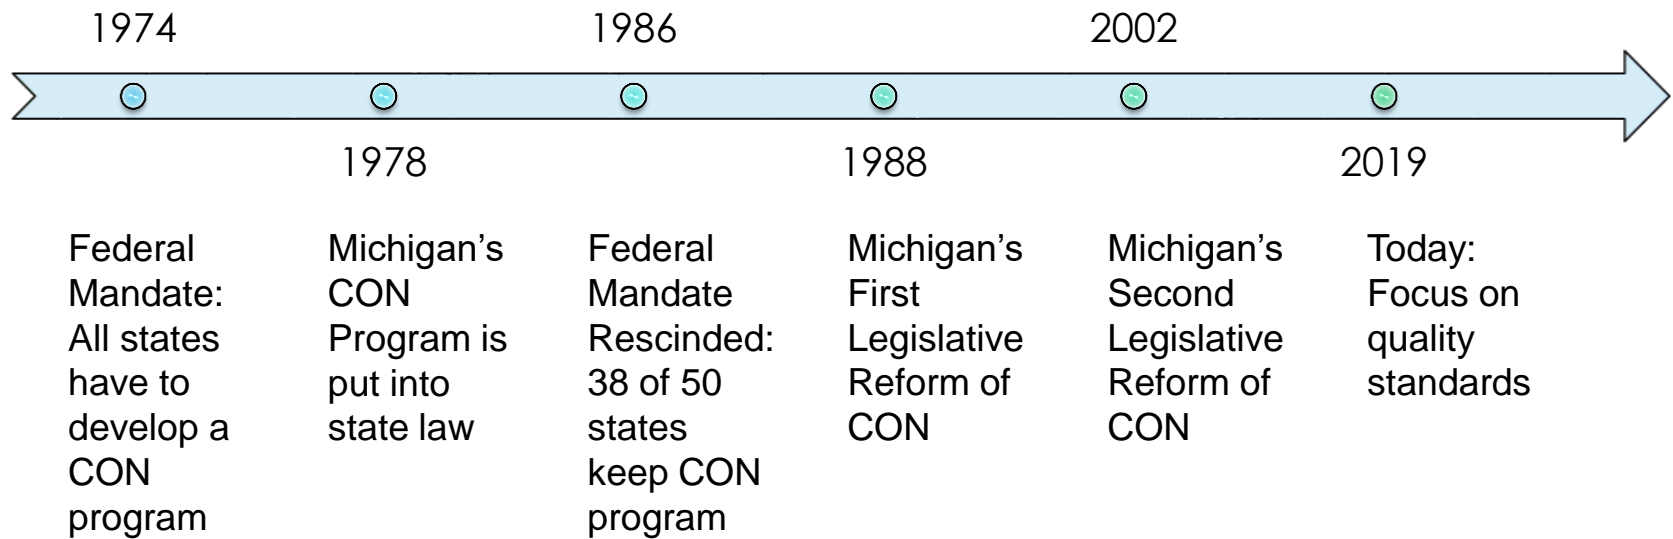 1974
1986
2002
1978
1988
2019
Federal
Mandate:
All states
have to
develop a
CON
program
Michigan’s
CON
Program is
put into
state law
Federal
Mandate
Rescinded:
38 of 50
states
keep CON
program
Michigan’s
First
Legislative
Reform of
CON
Michigan’s
Second
Legislative
Reform of
CON
Today:
Focus on
quality
standards